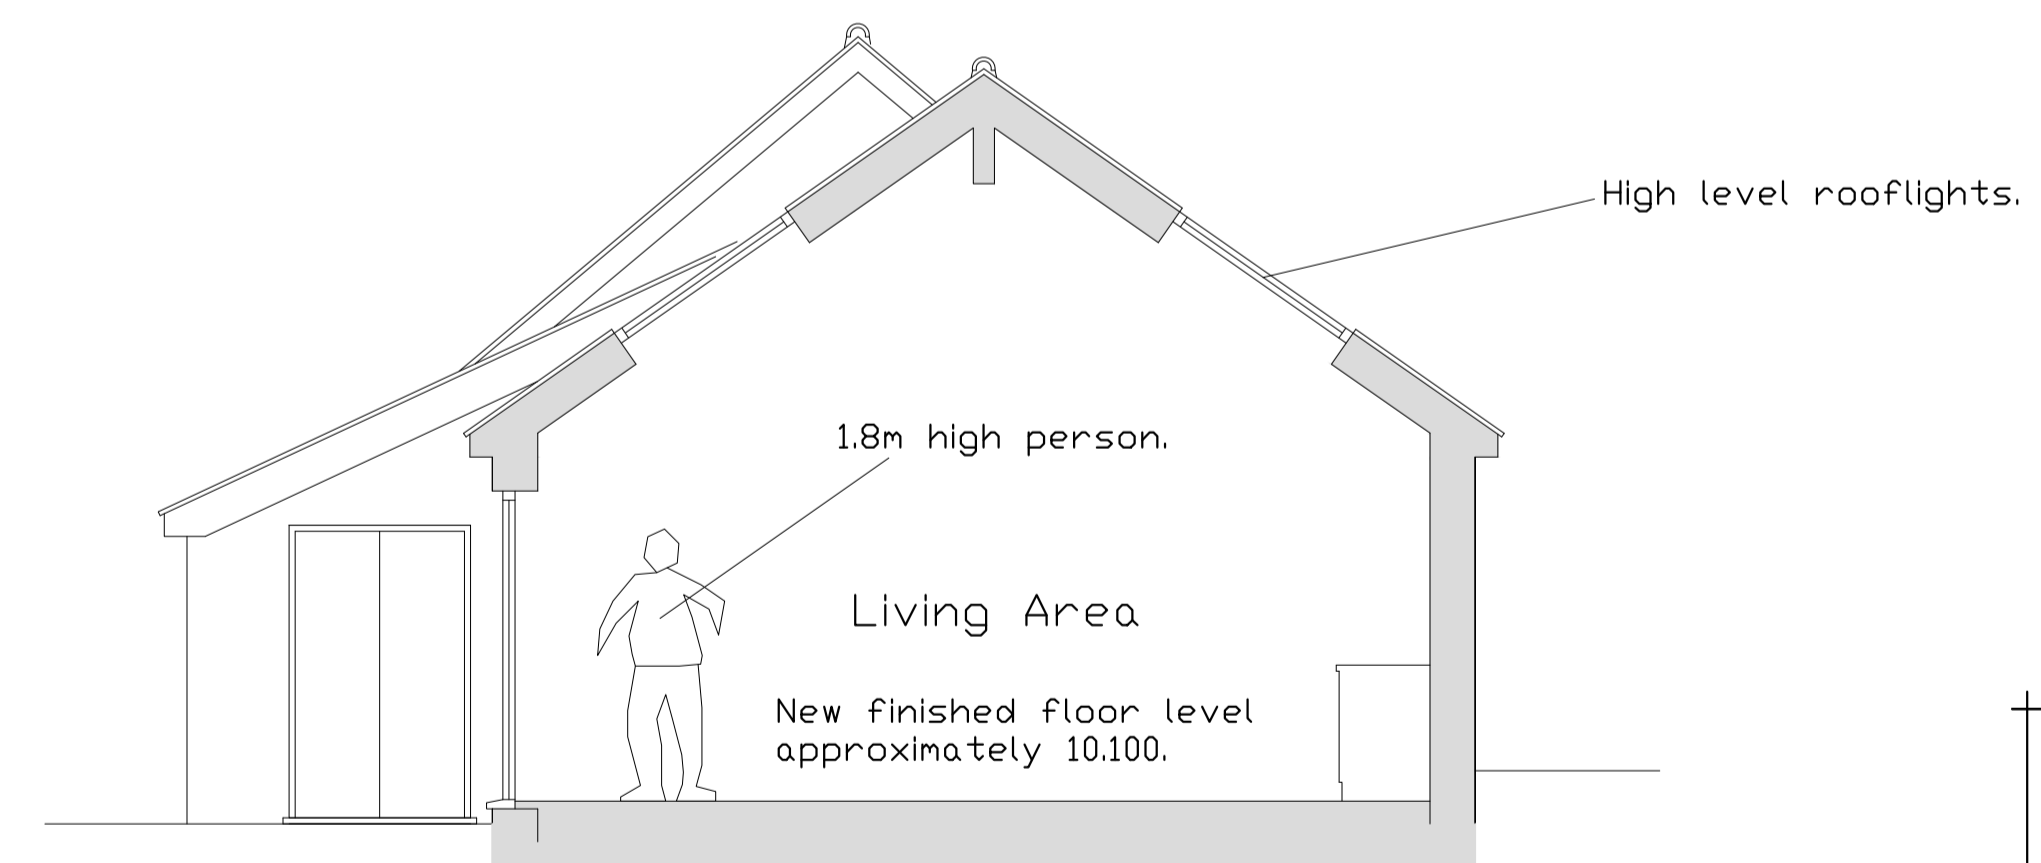 High level rooflights.
1.8m high person.
Living Area
New finished floor level
approximately 10.100.